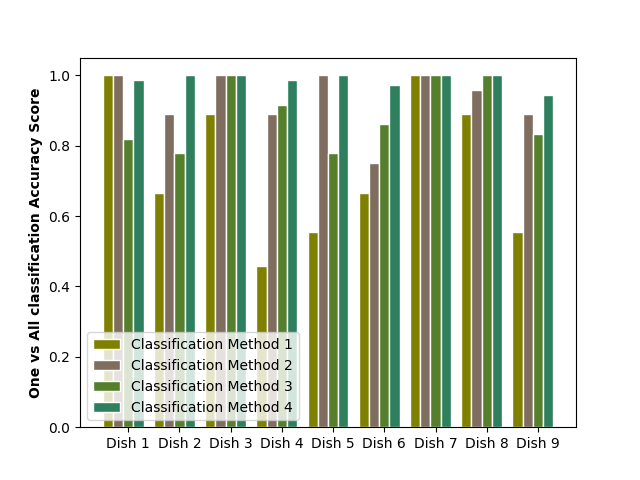 One vs All classification Accuracy Score
1.0
0.8
0.6
0.4
0.2
0.0
Classification Method 1
Classification Method 2
Classification Method 3
Classification Method 4
Dish 1 Dish 2 Dish 3 Dish 4 Dish 5 Dish 6 Dish 7 Dish 8 Dish 9